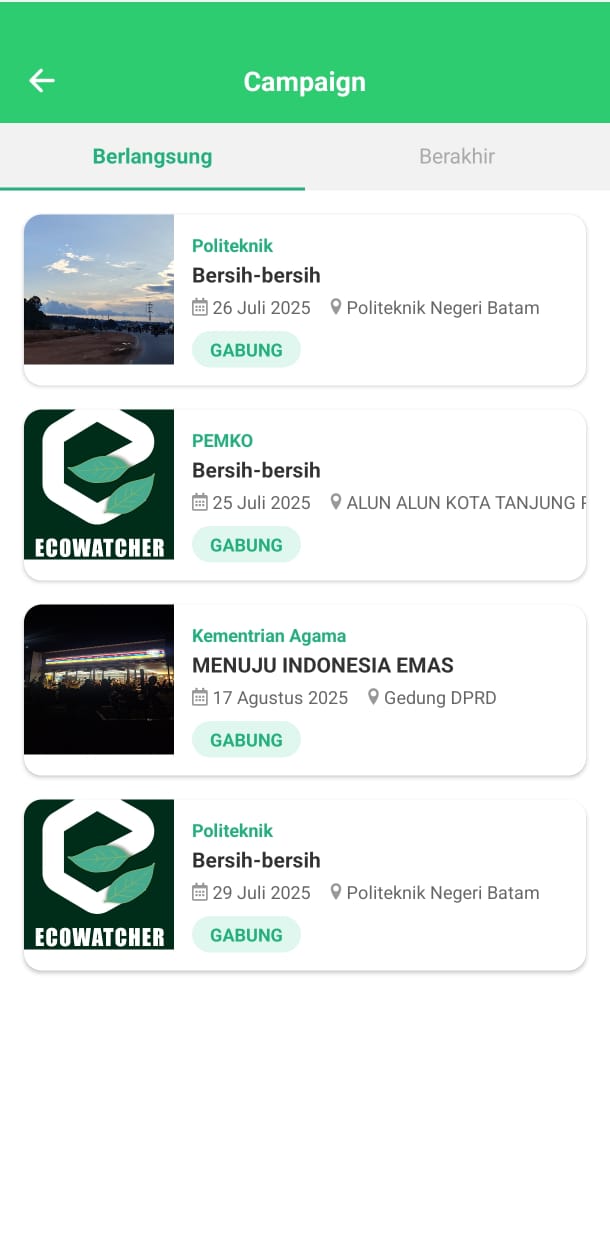 Campaign
Berlangsung Berakhir
Politeknik
Bersih-bersih
26 Juli 2025 Politeknik Negeri Batam
GABUNG
ECOWATCHER
PEMKO
Bersih-bersih
25 Juli 2025 ALUN ALUN KOTA TANJUNG
GABUNG
Kementrian Agama
MENUJU INDONESIA EMAS
17 Agustus 2025 Gedung DPRD
GABUNG
ECOWATCHER
Politeknik
Bersih-bersih
29 Juli 2025 Politeknik Negeri Batam
GABUNG